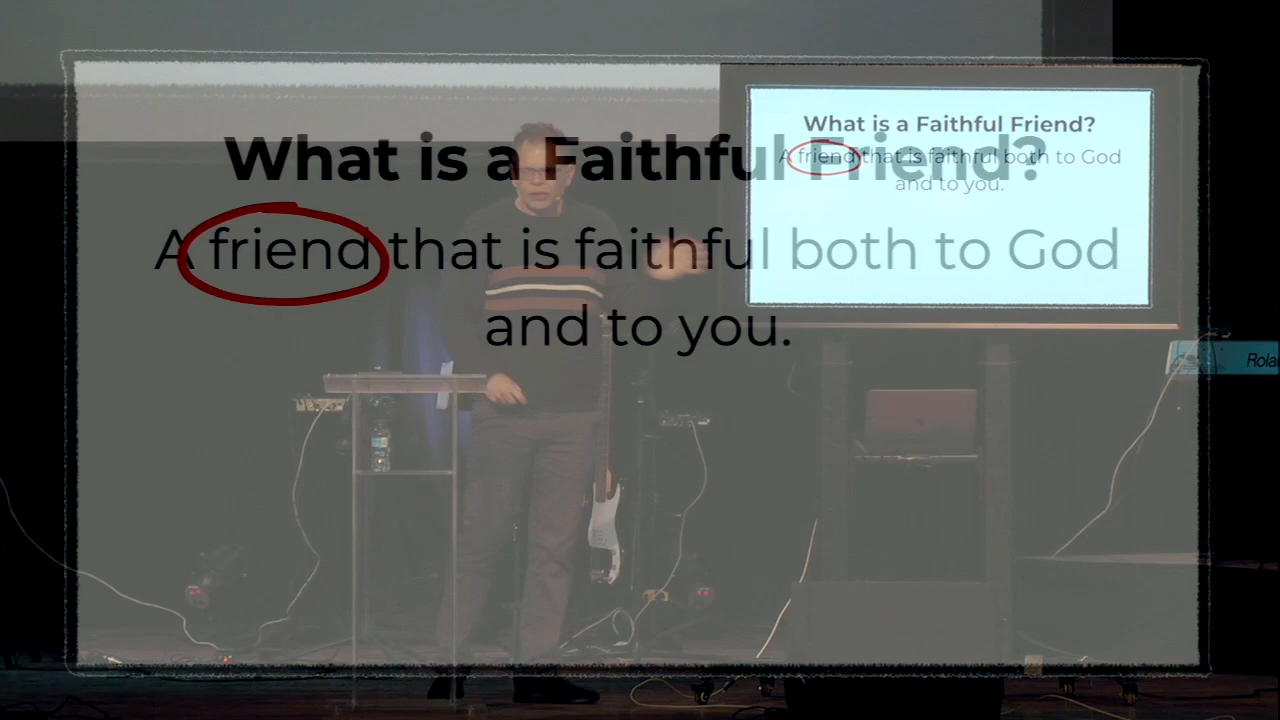 What is a Faithful Friend?
A friend that is faithful both to God
and to you.
What is a Faithful Friend?
A friend that is faithful both to God
and to you.
Rola